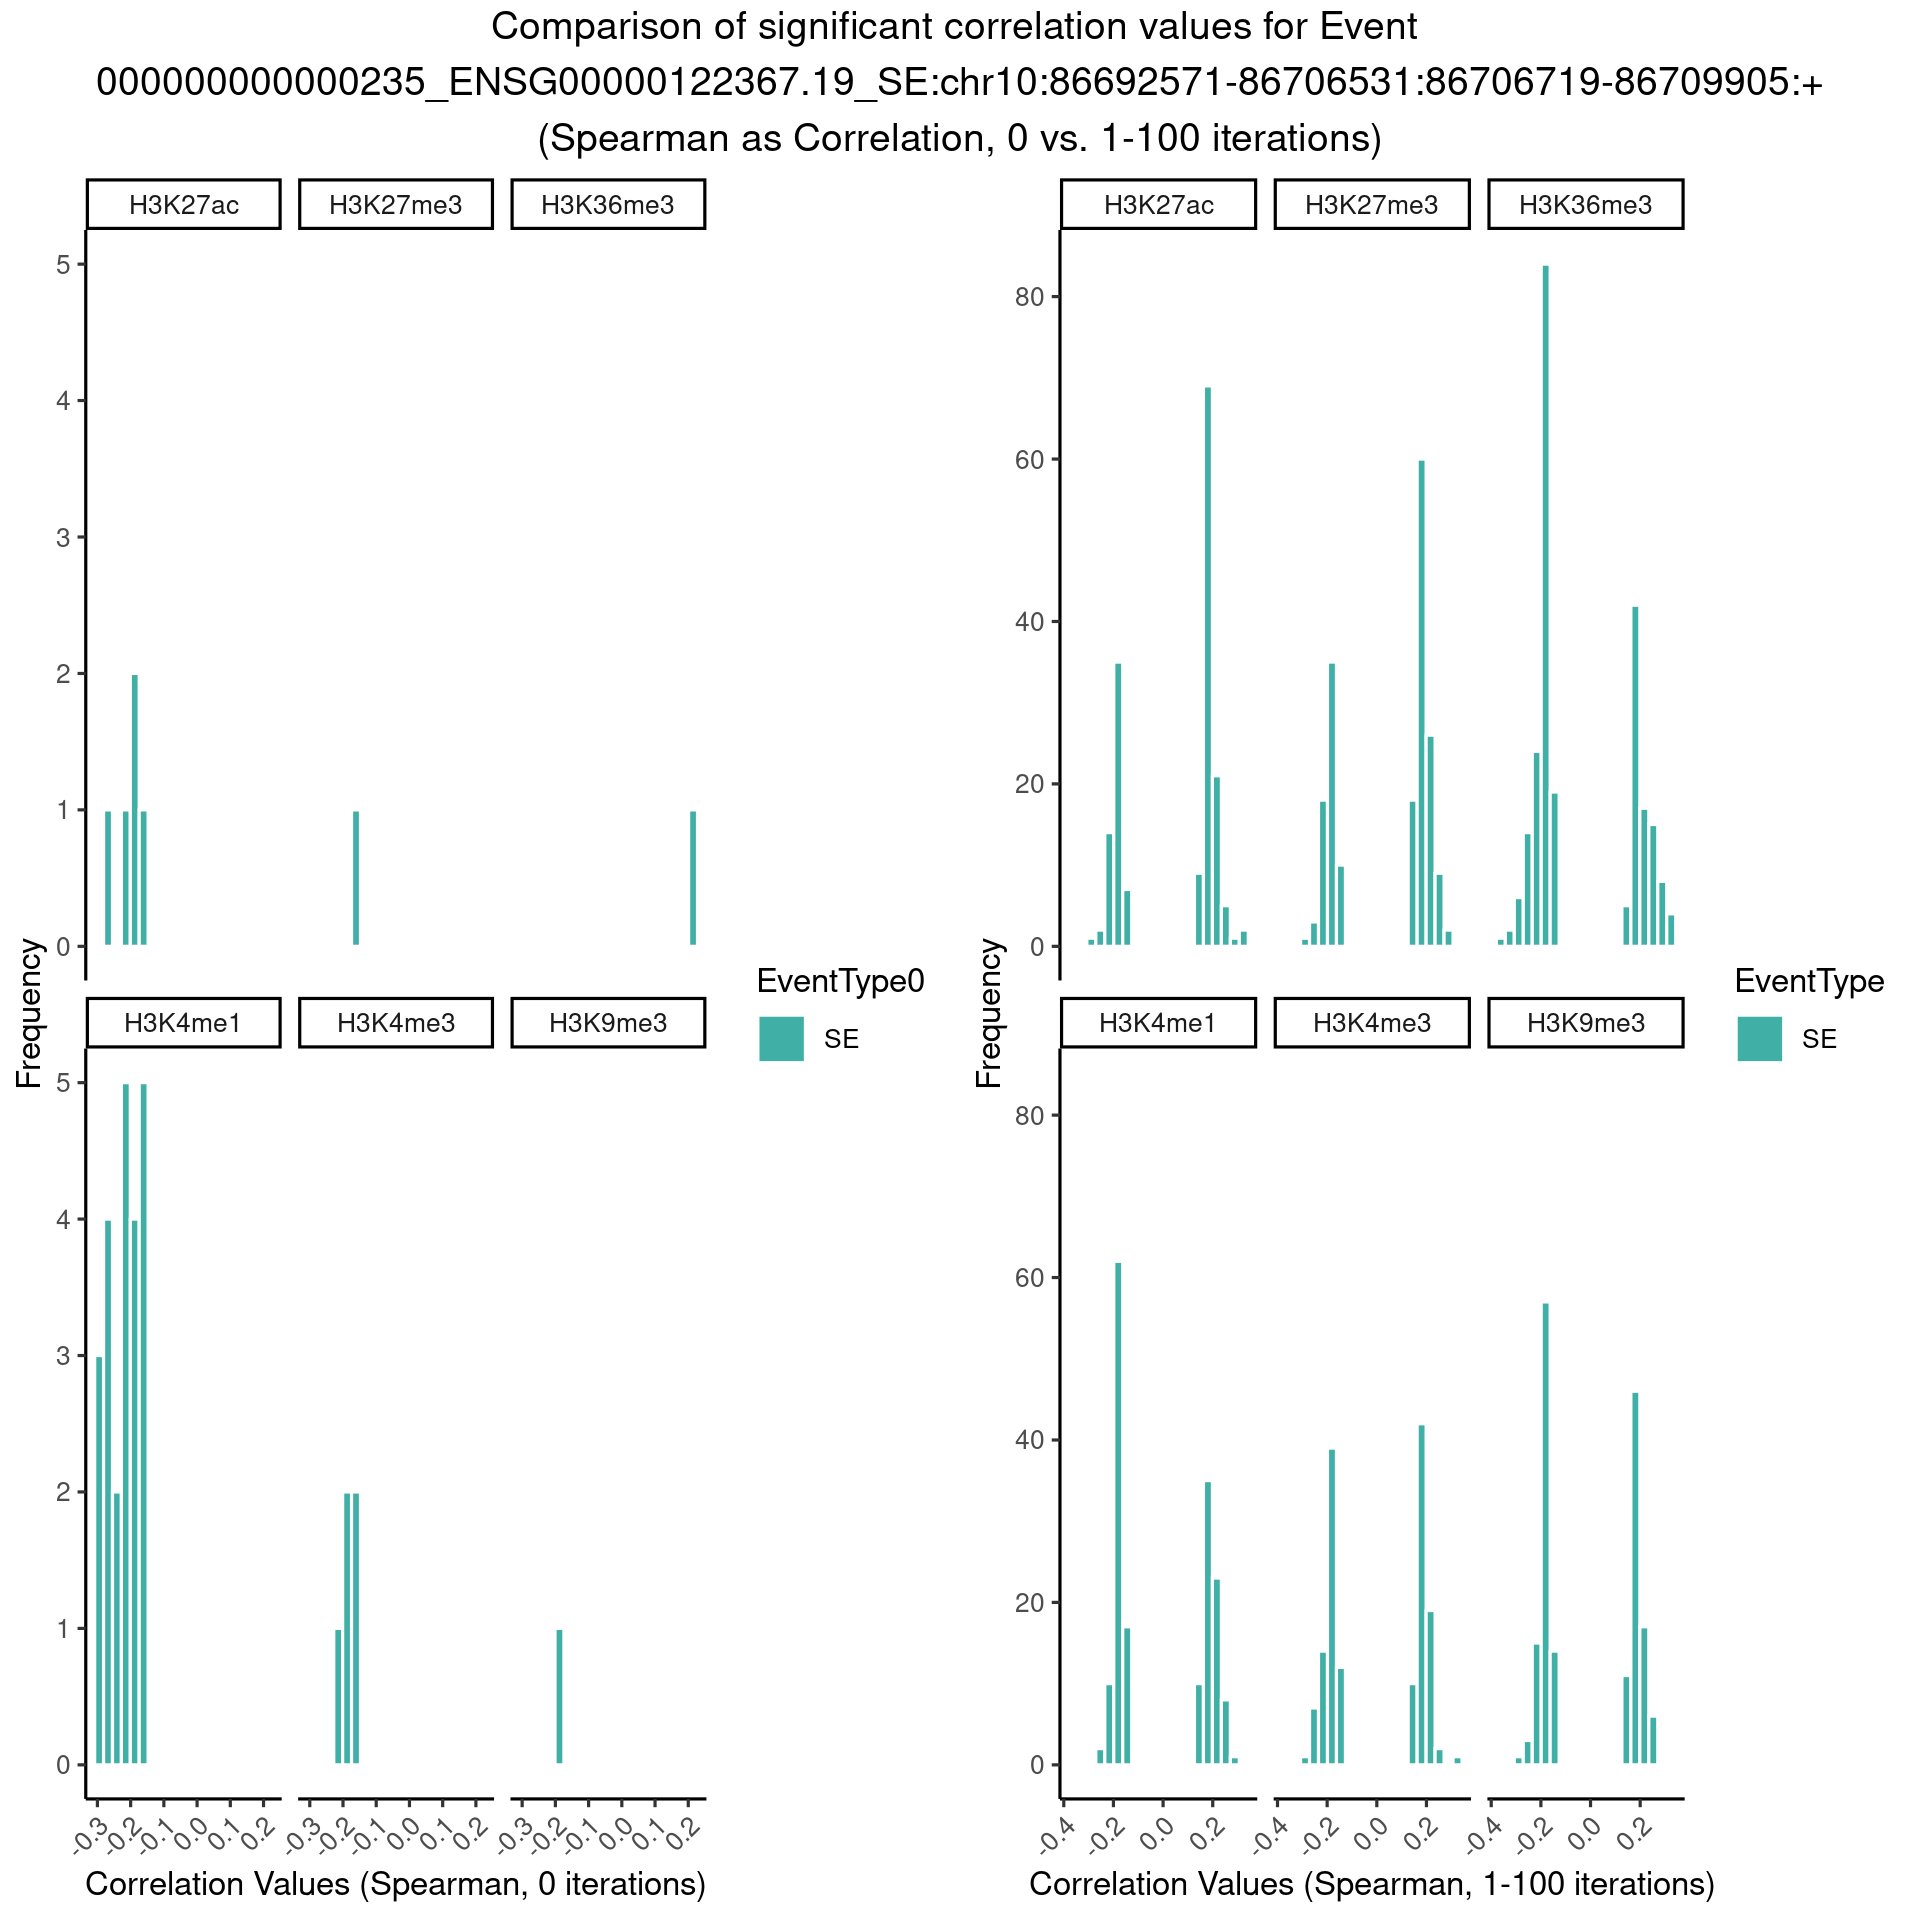 Comparison of significant correlation values for Event
000000000000235_ENSG00000122367.19_SE:chr10:86692571-86706531:86706719-86709905:+
(Spearman as Correlation, 0 vs. 1-100 iterations)
H3K27ac
H3K27me3
H3K36me3
5
4
3
2
1
0
H3K4me1
H3K4me3
H3K9me3
5
4
3
2
1
0
-0.3
-0.2
-0.1
0.0
0.1
0.2
-0.3
-0.2
-0.1
0.0
0.1
0.2
-0.3
-0.2
-0.1
0.0
0.1
0.2
Frequency
Correlation Values (Spearman, 0 iterations)
EventType0
SE
H3K27ac
H3K27me3
H3K36me3
80
60
40
20
0
H3K4me1
H3K4me3
H3K9me3
80
60
40
20
0
-0.4
-0.2
0.0
0.2
-0.4
-0.2
0.0
0.2
-0.4
-0.2
0.0
0.2
Frequency
Correlation Values (Spearman, 1-100 iterations)
EventType
SE